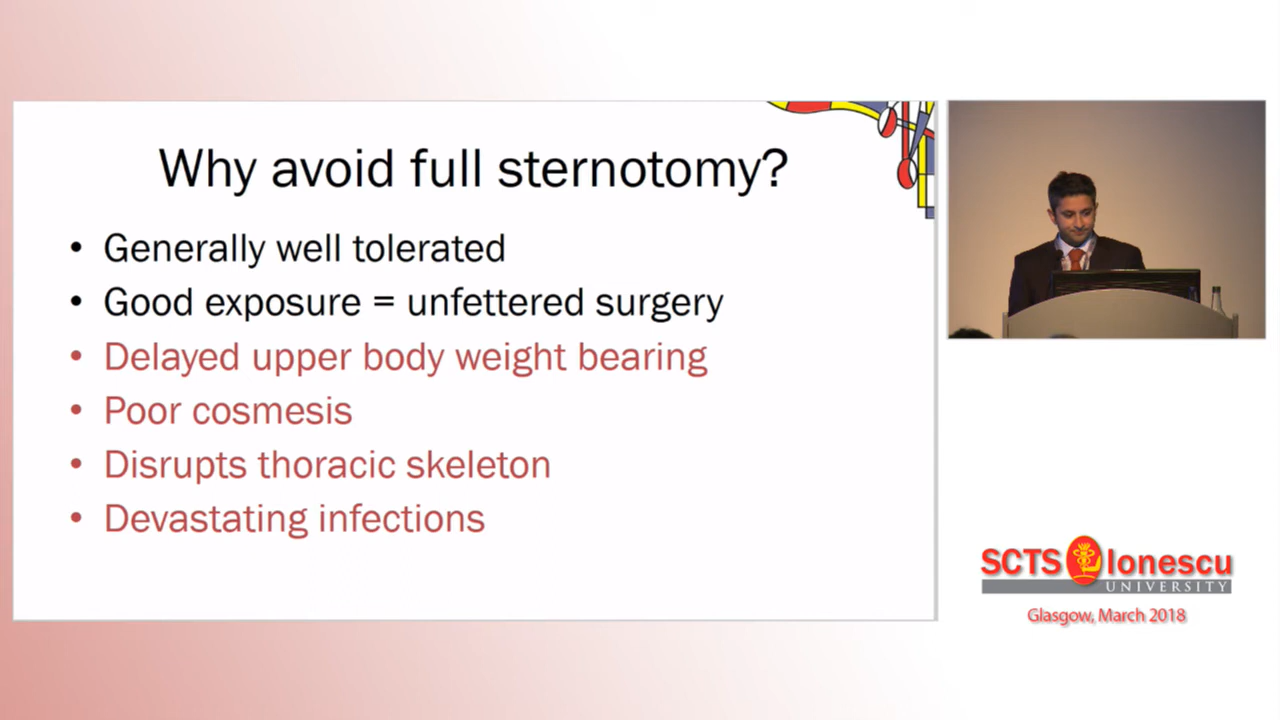 Why avoid full sternotomy?
• Generally well tolerated
• Good exposure = unfettered surgery
• Delayed upper body weight bearing
• Poor cosmesis
• Disrupts thoracic skeleton
• Devastating infections
SCTS Ionescu
UNIVERSITY
Glasgow, March 2018